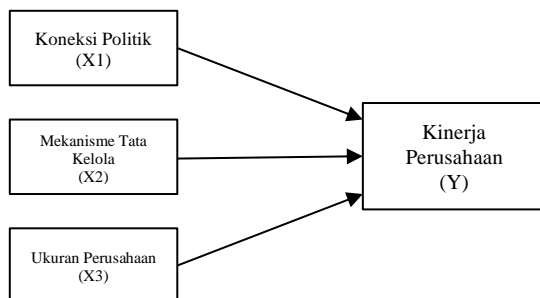 Koneksi Politik
(X1)
Mekanisme Tata
Kelola
(X2)
Ukuran Perusahaan
(X3)
Kinerja
Perusahaan
(Y)